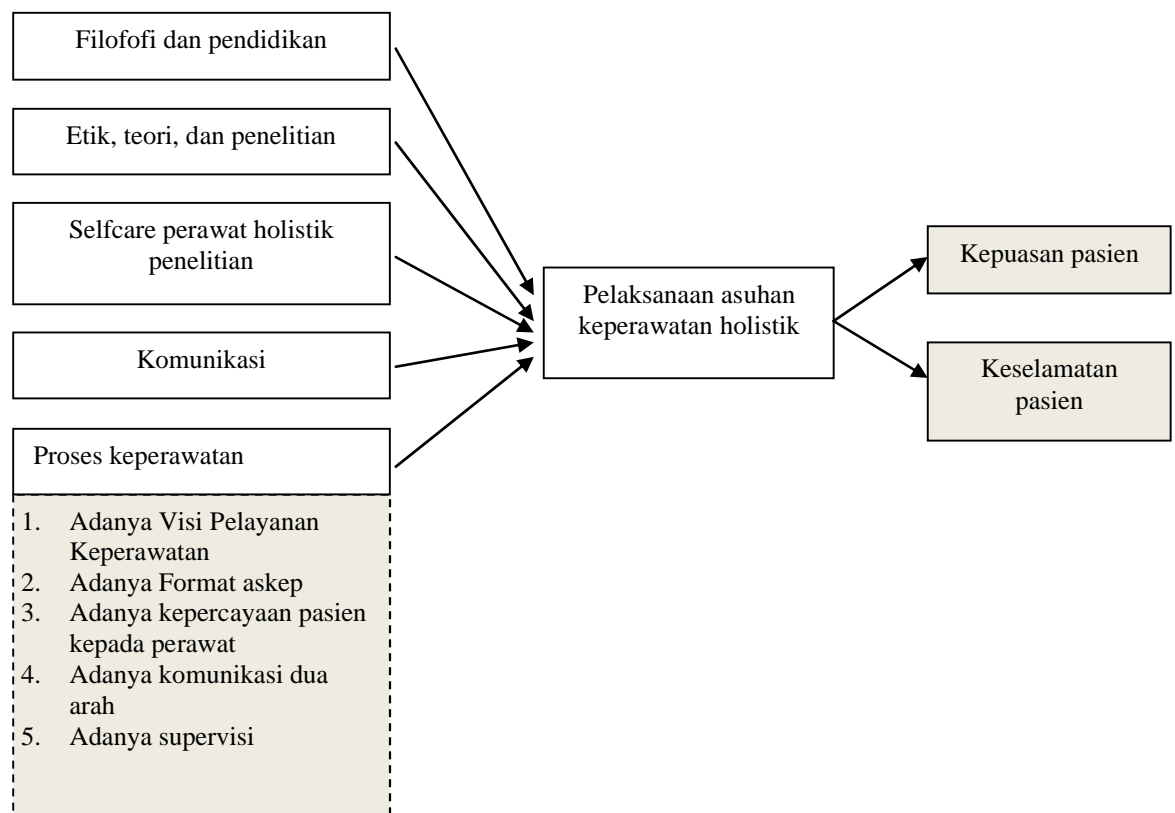 Filofofi dan pendidikan
Etik, teori, dan penelitian
Selfcare perawat holistik
penelitian
Komunikasi
Proses keperawatan
1. Adanya Visi Pelayanan
Keperawatan
2. Adanya Format askep
3. Adanya kepercayaan pasien
kepada perawat
4. Adanya komunikasi dua
arah
5. Adanya supervisi
Pelaksanaan asuhan
keperawatan holistik
Kepuasan pasien
Keselamatan
pasien